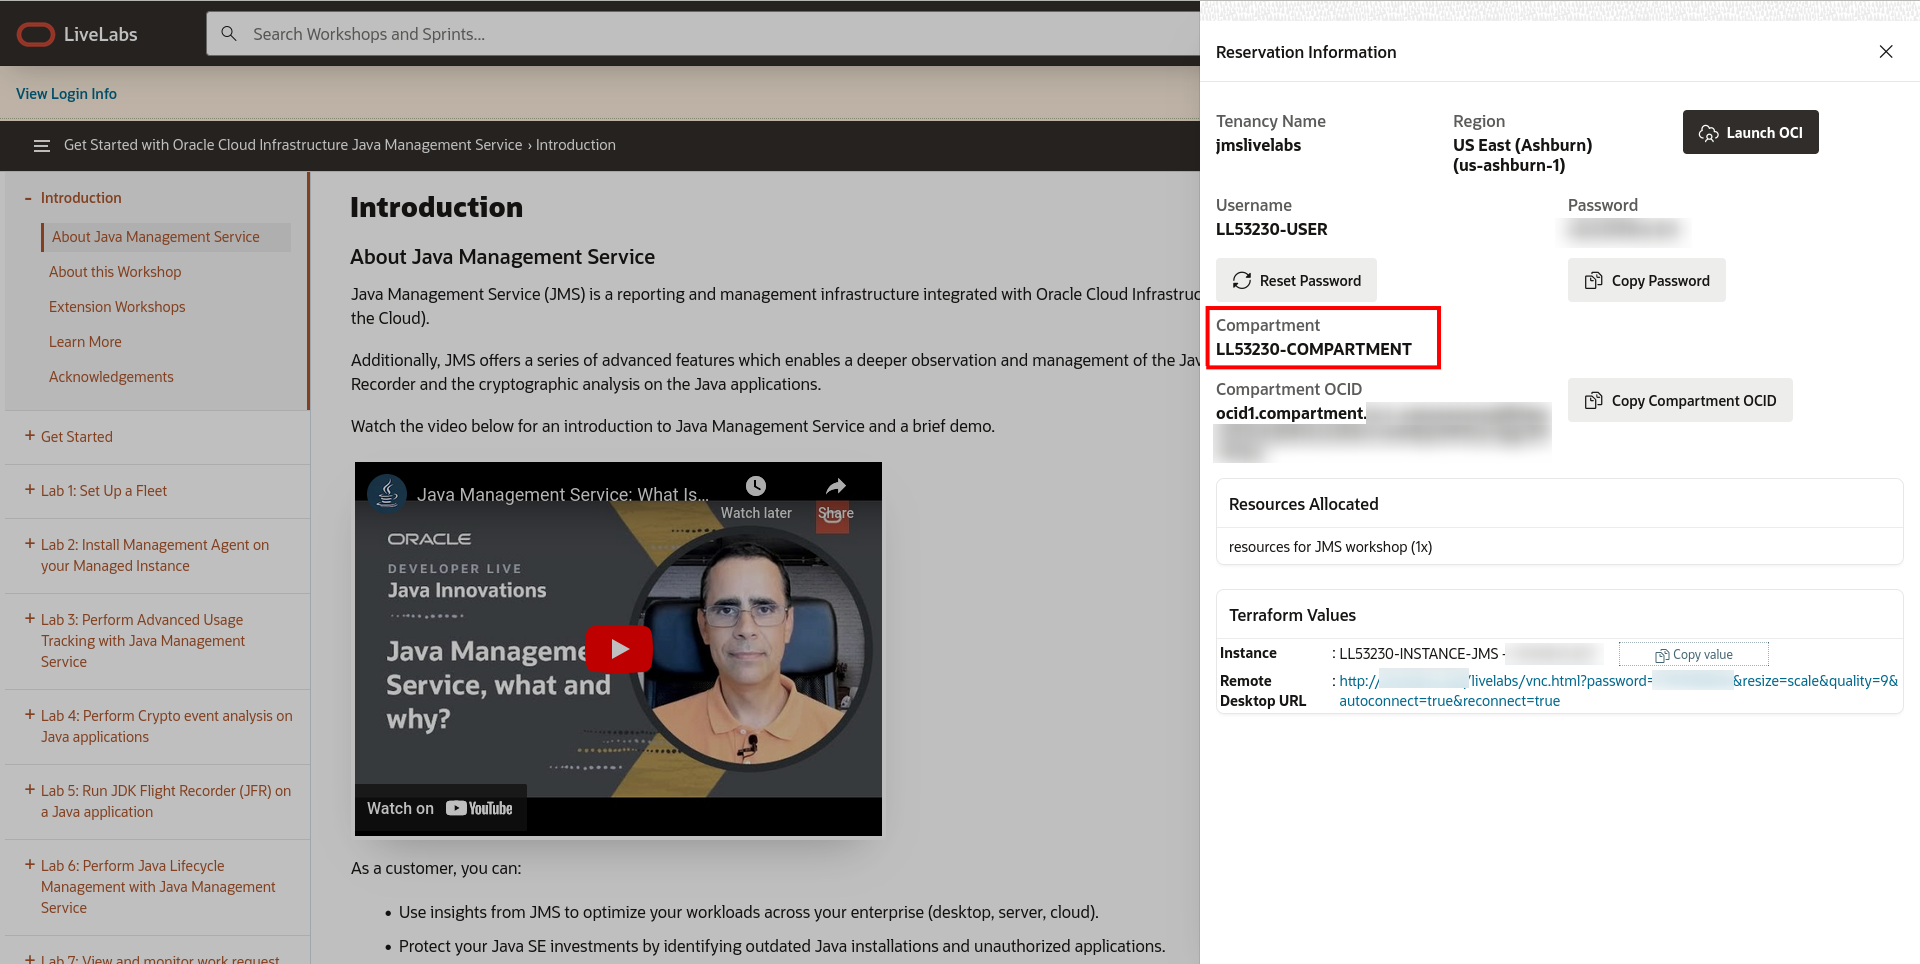 LiveLabs
Search Workshops and Sprints...
View Login Info
Get Started with Oracle Cloud Infrastructure Java Management Service › Introduction
- Introduction
About Java Management Service
About this Workshop
Extension Workshops
Learn More
Acknowledgements
+ Get Started
+ Lab 1: Set Up a Fleet
+ Lab 2: Install Management Agent on
your Managed Instance
+ Lab 3: Perform Advanced Usage
Tracking with Java Management
Service
+ Lab 4: Perform Crypto event analysis on
Java applications
+ Lab 5: Run JDK Flight Recorder (JFR) on
a Java application
+ Lab 6: Perform Java Lifecycle
Management with Java Management
Service
+ Lab 7: View and monitor work request
Introduction
About Java Management Service
Java Management Service (JMS) is a reporting and management infrastructure integrated with Oracle Cloud Infrastruc
the Cloud).
Additionally, JMS offers a series of advanced features which enables a deeper observation and management of the Jav
Recorder and the cryptographic analysis on the Java applications.
Watch the video below for an introduction to Java Management Service and a brief demo.
Java Management Service: What Is...
Watch later
Share
ORACLE
DEVELOPER LIVE
Java Innovations
Java Manageme
Service, what and
why?
Watch on YouTube
As a customer, you can:
• Use insights from JMS to optimize your workloads across your enterprise (desktop, server, cloud).
• Protect your Java SE investments by identifying outdated Java installations and unauthorized applications.
Reservation Information
Tenancy Name
jmslivelabs
Region
US East (Ashburn)
(us-ashburn-1)
Launch OCI
Username
LL53230-USER
Password
Reset Password
Copy Password
Compartment
LL53230-COMPARTMENT
Compartment OCID
ocid1.compartment.
Copy Compartment OCID
Resources Allocated
resources for JMS workshop (1x)
Terraform Values
Instance : LL53230-INSTANCE-JMS - Copy value
Remote : http:// /livelabs/vnc.html?password= &resize=scale&quality=9&
Desktop URL autoconnect=true&reconnect=true